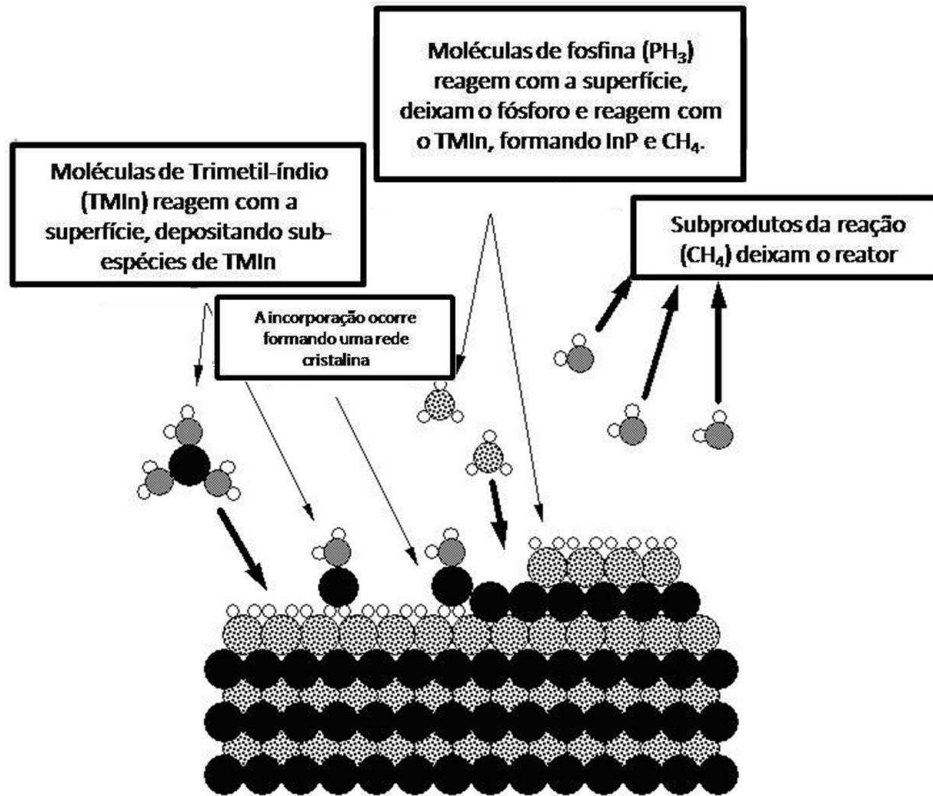 Moléculas de Trimetil-índio
(TMIn) reagem com a
superfície, depositando sub-
espécies de TMIn
A incorporação ocorre
formando uma rede
cristalina
Moléculas de fosfina (PH₃)
reagem com a superfície,
deixam o fósforo e reagem com
o TMIn, formando InP e CH₄.
Subprodutos da reação
(CH₄) deixam o reator